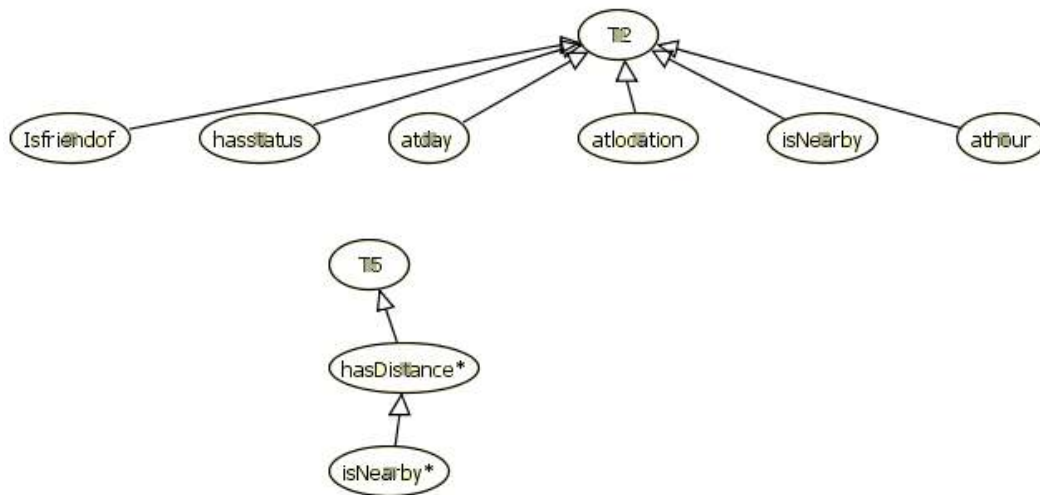 T2
Isfriendof
hasstatus
atday
atlocation
isNearby
athour
T5
hasDistance*
isNearby*